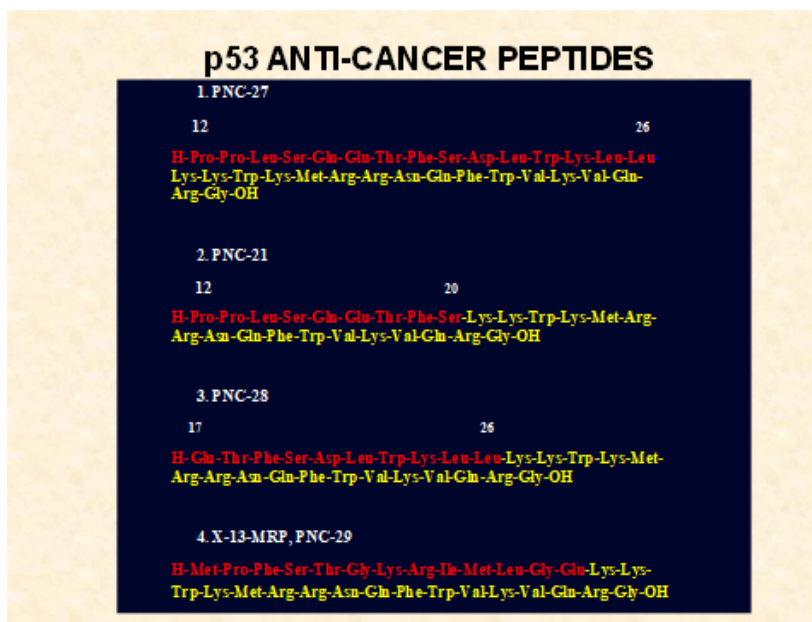 p53 ANTI-CANCER PEPTIDES
1. PNC-27
12 26
H-Pro-Pro-Leu-Ser-Gln-Glu-Thr-Phe-Ser-Asp-Leu-Trp-Lys-Leu-Leu-
Lys-Lys-Trp-Lys-Met-Arg-Arg-Asn-Gln-Phe-Trp-Val-Lys-Val-Gln-
Arg-Gly-OH
2. PNC-21
12 20
H-Pro-Pro-Leu-Ser-Gln-Glu-Thr-Phe-Ser-Lys-Lys-Trp-Lys-Met-Arg-
Arg-Asn-Gln-Phe-Trp-Val-Lys-Val-Gln-Arg-Gly-OH
3. PNC-28
17 26
H-Glu-Thr-Phe-Ser-Asp-Leu-Trp-Lys-Leu-Leu-Lys-Lys-Trp-Lys-Met-
Arg-Arg-Asn-Gln-Phe-Trp-Val-Lys-Val-Gln-Arg-Gly-OH
4. X-13-MRP, PNC-29
H-Met-Pro-Phe-Ser-Thr-Gly-Lys-Arg-Ile-Met-Leu-Gly-Glu-Lys-Lys-
Trp-Lys-Met-Arg-Arg-Asn-Gln-Phe-Trp-Val-Lys-Val-Gln-Arg-Gly-OH